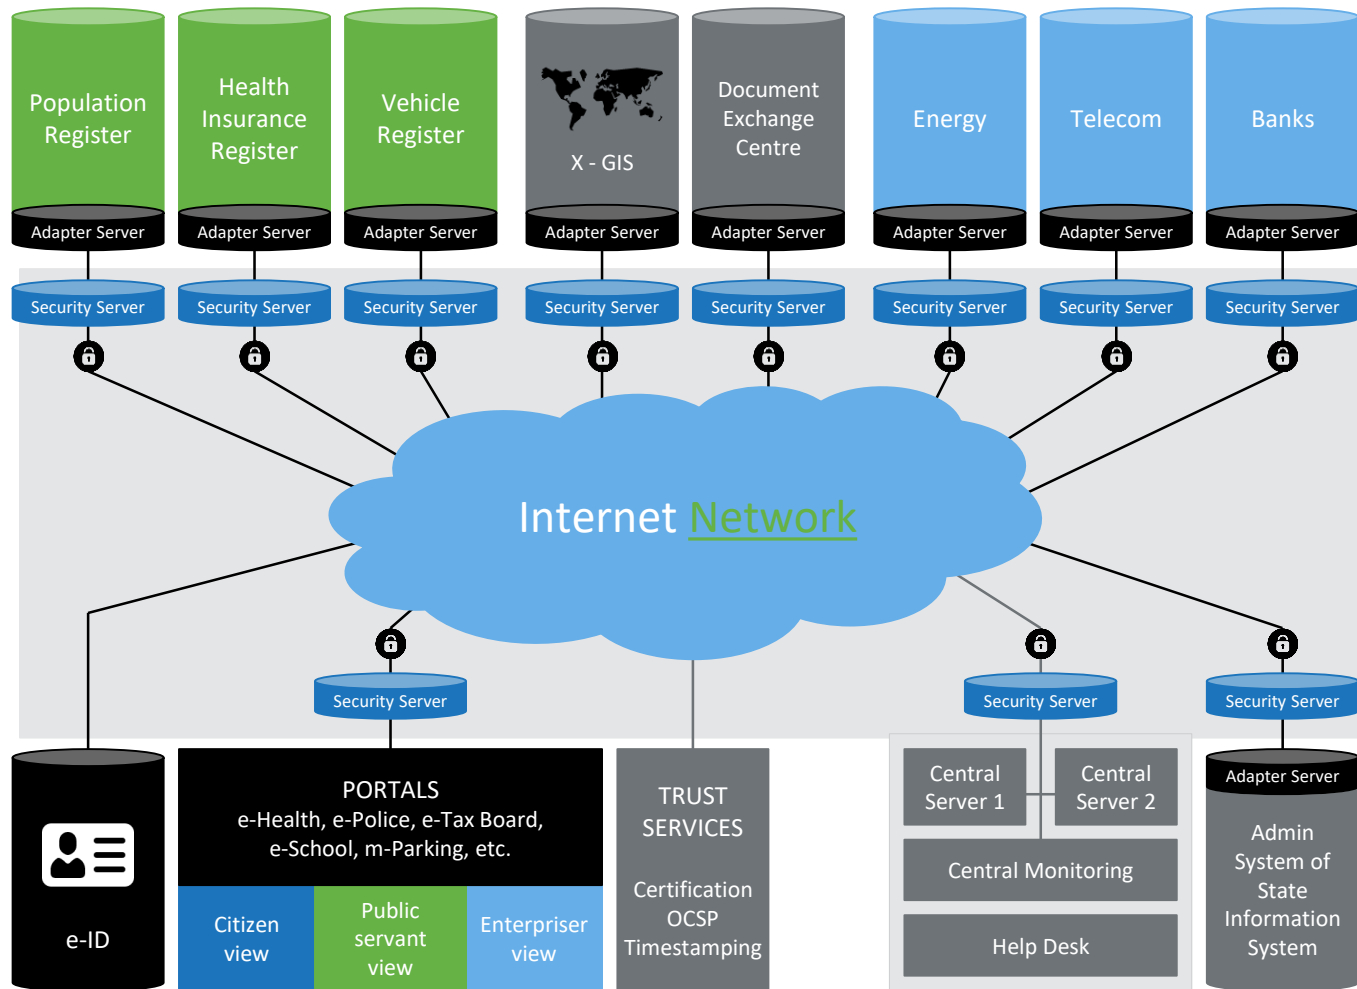 Population
Register
Health
Insurance
Register
Vehicle
Register
X - GIS
Document
Exchange
Centre
Energy
Telecom
Banks
Adapter Server
Adapter Server
Adapter Server
Adapter Server
Adapter Server
Adapter Server
Adapter Server
Adapter Server
Security Server
Security Server
Security Server
Security Server
Security Server
Security Server
Security Server
Security Server
Internet Network
Security Server
Security Server
Security Server
e-ID
PORTALS
e-Health, e-Police, e-Tax Board,
e-School, m-Parking, etc.
Citizen
view
Public
servant
view
Enterpriser
view
TRUST
SERVICES
Certification
OCSP
Timestamping
Central
Server 1
Central
Server 2
Central Monitoring
Help Desk
Adapter Server
Admin
System of
State
Information
System